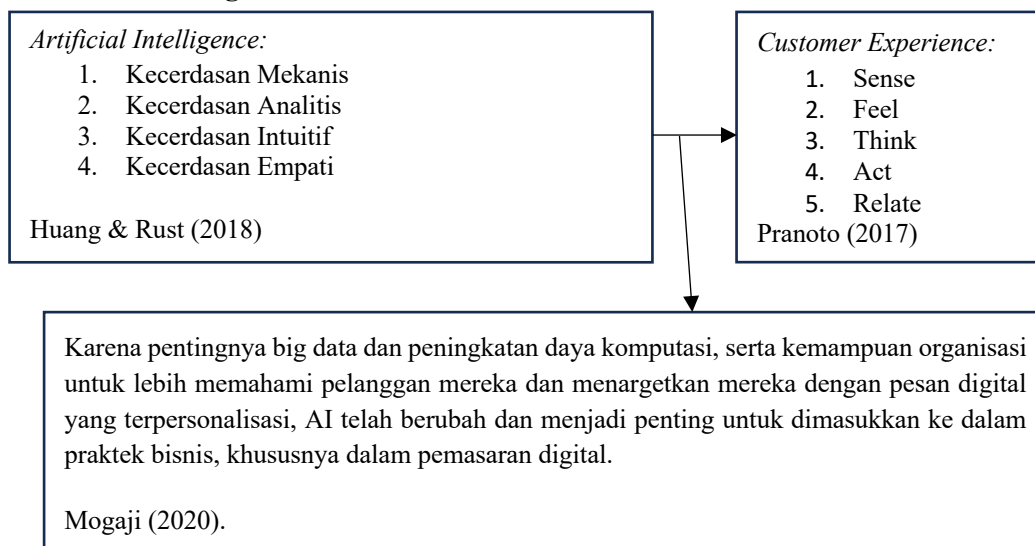 Artificial Intelligence:
1. Kecerdasan Mekanis
2. Kecerdasan Analitis
3. Kecerdasan Intuitif
4. Kecerdasan Empati
Huang & Rust (2018)
Customer Experience:
1. Sense
2. Feel
3. Think
4. Act
5. Relate
Pranoto (2017)
Karena pentingnya big data dan peningkatan daya komputasi, serta kemampuan organisasi
untuk lebih memahami pelanggan mereka dan menargetkan mereka dengan pesan digital
yang terpersonalisasi, AI telah berubah dan menjadi penting untuk dimasukkan ke dalam
praktek bisnis, khususnya dalam pemasaran digital.
Mogaji (2020).